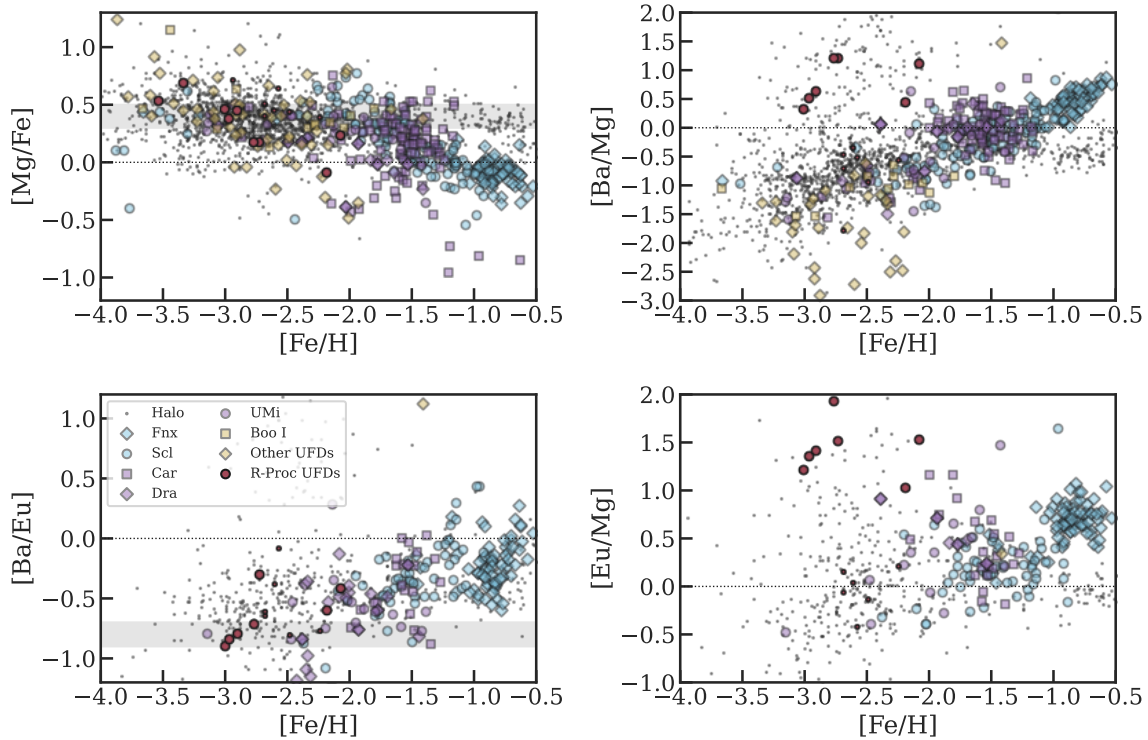 [Mg/Fe]
1.0
0.5
0.0
−0.5
−1.0
−4.0 −3.5 −3.0 −2.5 −2.0 −1.5 −1.0 −0.5
[Fe/H]
[Ba/Mg]
2.0
1.5
1.0
0.5
0.0
−0.5
−1.0
−1.5
−2.0
−2.5
−3.0
−4.0 −3.5 −3.0 −2.5 −2.0 −1.5 −1.0 −0.5
[Fe/H]
[Ba/Eu]
1.0
0.5
0.0
−0.5
−1.0
Halo
Fnx
Scl
Car
Dra
UMi
Boo I
Other UFDs
R-Proc UFDs
−4.0 −3.5 −3.0 −2.5 −2.0 −1.5 −1.0 −0.5
[Fe/H]
[Eu/Mg]
2.0
1.5
1.0
0.5
0.0
−0.5
−1.0
−4.0 −3.5 −3.0 −2.5 −2.0 −1.5 −1.0 −0.5
[Fe/H]